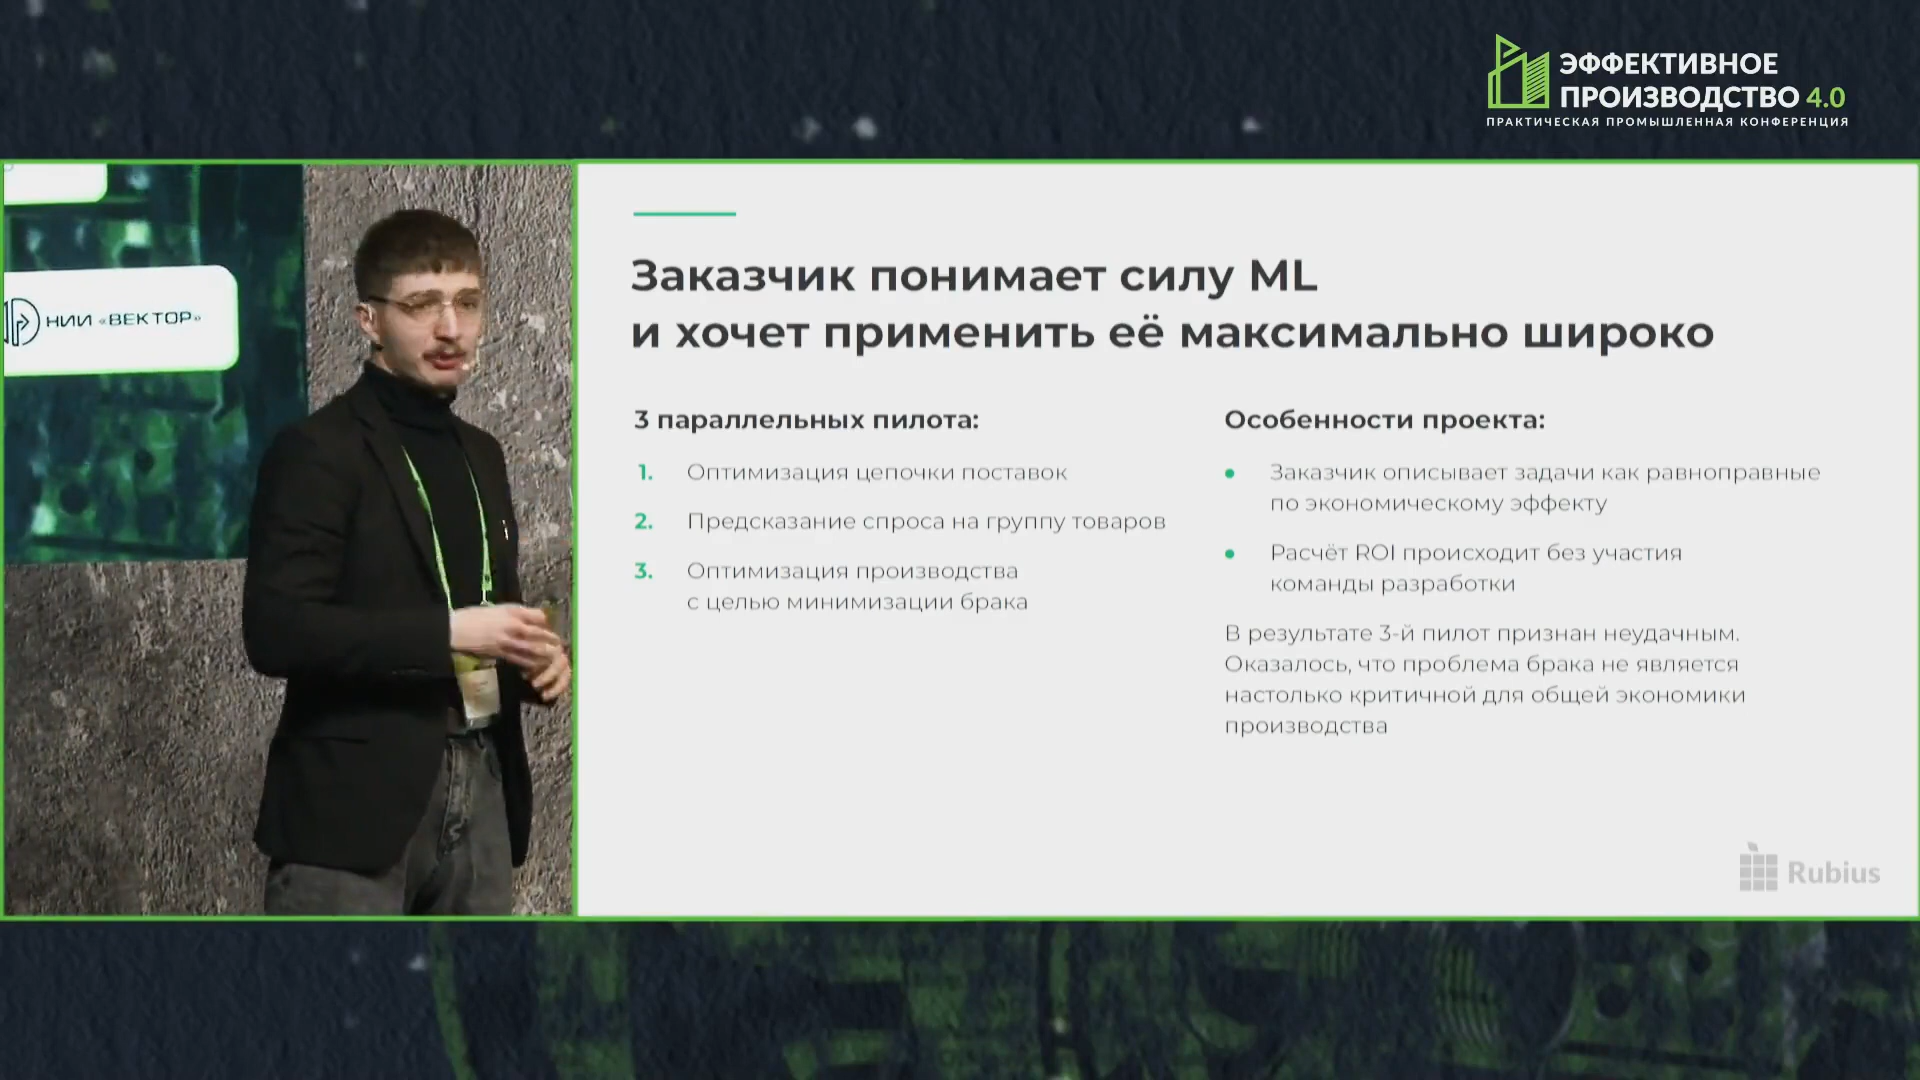 ЭФФЕКТИВНОЕ
ПРОИЗВОДСТВО 4.0
ПРАКТИЧЕСКАЯ ПРОМЫШЛЕННАЯ КОНФЕРЕНЦИЯ
НИИ «ВЕКТОР»
Заказчик понимает силу ML
и хочет применить её максимально широко
3 параллельных пилота:
1. Оптимизация цепочки поставок
2. Предсказание спроса на группу товаров
3. Оптимизация производства
с целью минимизации брака
Особенности проекта:
• Заказчик описывает задачи как равноправные
по экономическому эффекту
• Расчёт ROI происходит без участия
команды разработки
В результате 3-й пилот признан неудачным.
Оказалось, что проблема брака не является
настолько критичной для общей экономики
производства
Rubius